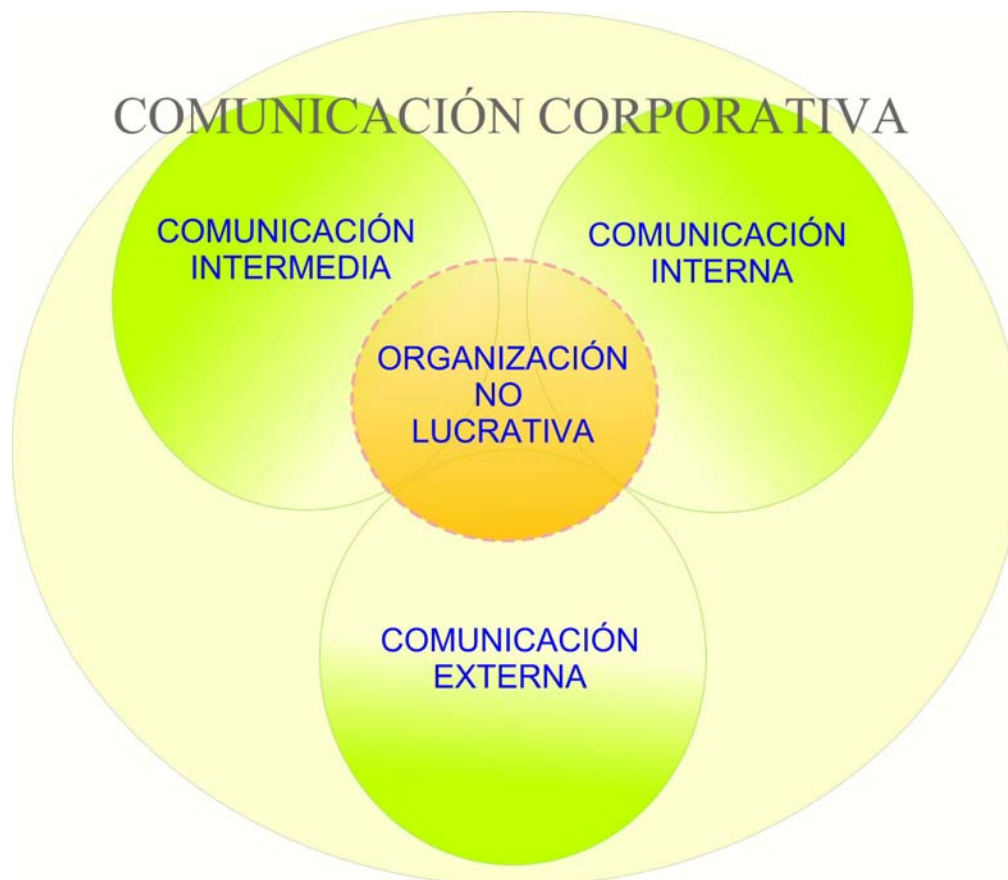 COMUNICACIÓN CORPORATIVA
COMUNICACIÓN
INTERMEDIA
COMUNICACIÓN
INTERNA
ORGANIZACIÓN
NO
LUCRATIVA
COMUNICACIÓN
EXTERNA